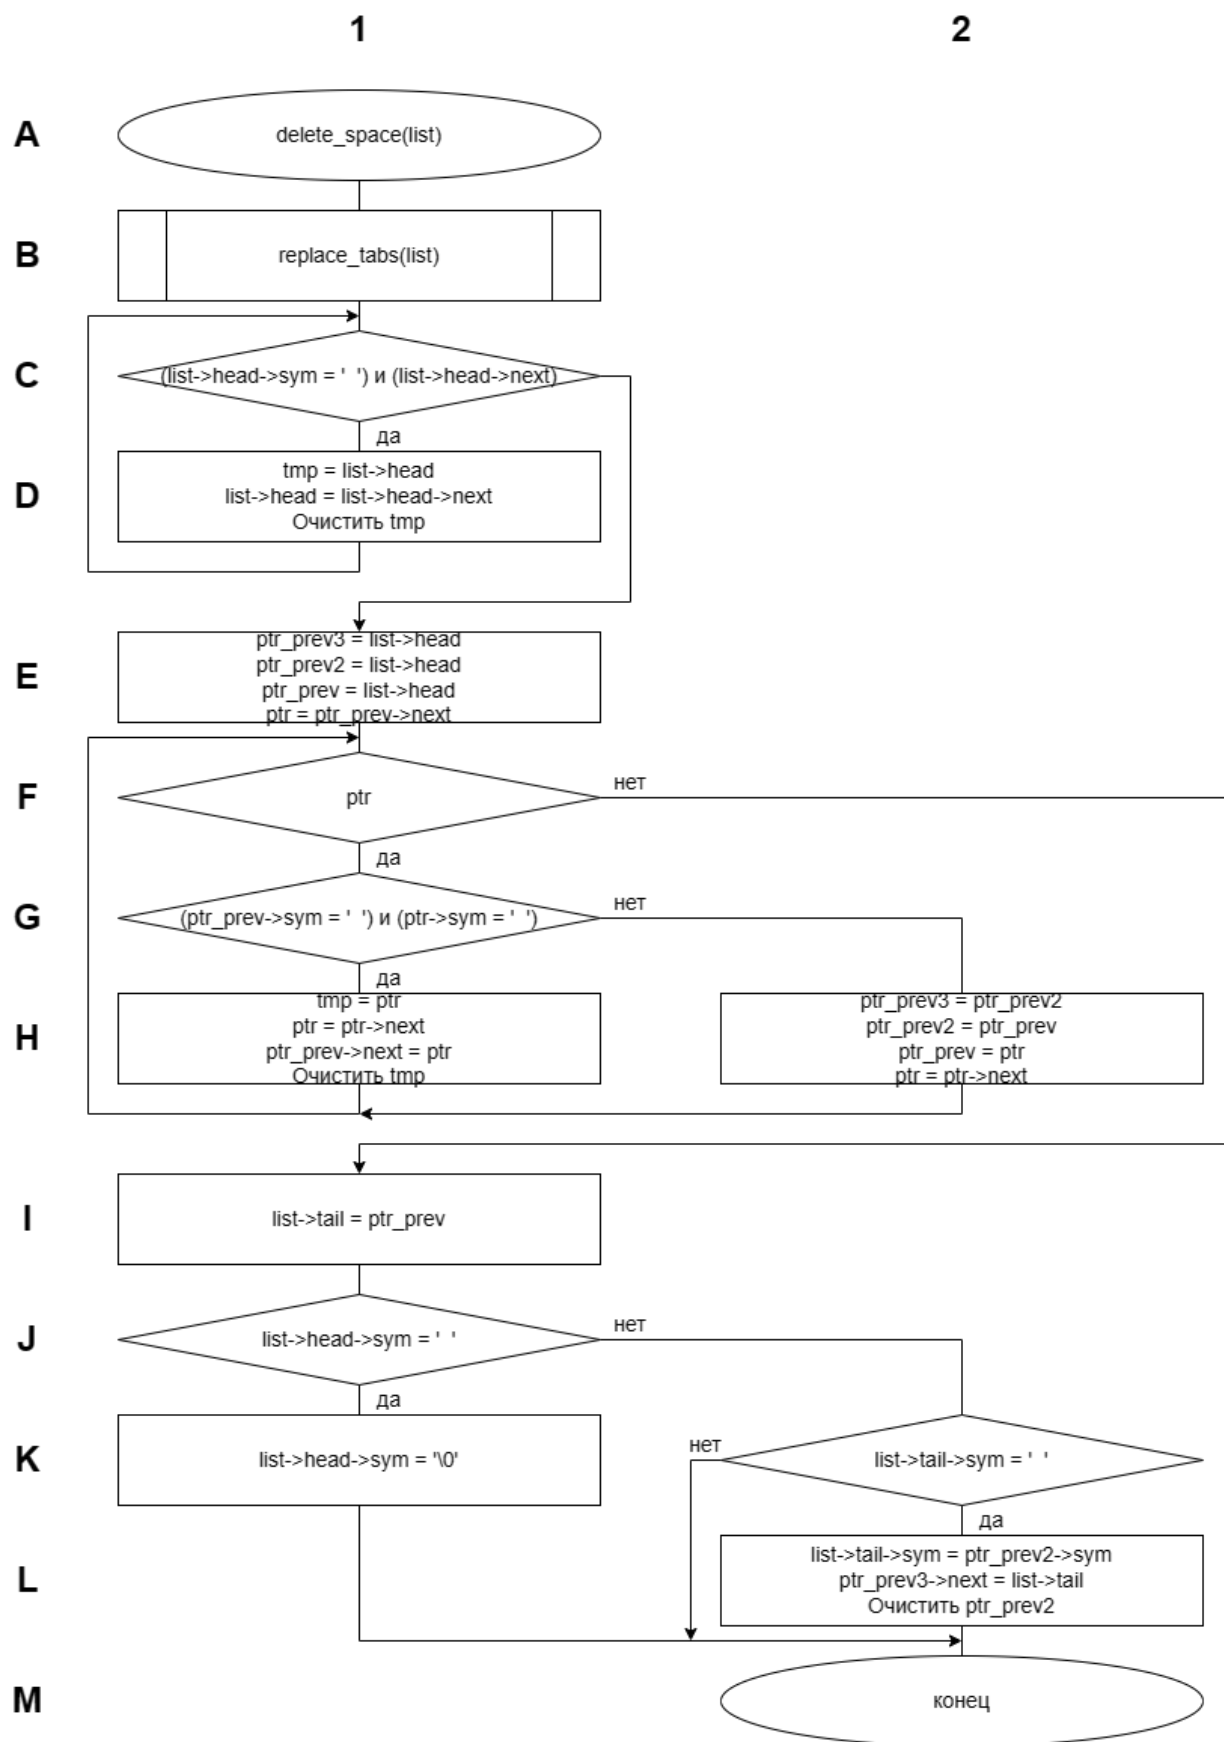 1
2
A
delete_space(list)
B
replace_tabs(list)
C
(list->head->sym = ' ') и (list->head->next)
да
D
tmp = list->head
list->head = list->head->next
Очистить tmp
E
ptr_prev3 = list->head
ptr_prev2 = list->head
ptr_prev = list->head
ptr = ptr_prev->next
F
ptr
нет
да
G
(ptr_prev->sym = ' ') и (ptr->sym = ' ')
нет
да
H
tmp = ptr
ptr = ptr->next
ptr_prev->next = ptr
Очистить tmp
ptr_prev3 = ptr_prev2
ptr_prev2 = ptr_prev
ptr_prev = ptr
ptr = ptr->next
I
list->tail = ptr_prev
J
list->head->sym = ' '
нет
да
K
list->head->sym = '\0'
нет
list->tail->sym = ' '
да
L
list->tail->sym = ptr_prev2->sym
ptr_prev3->next = list->tail
Очистить ptr_prev2
M
конец